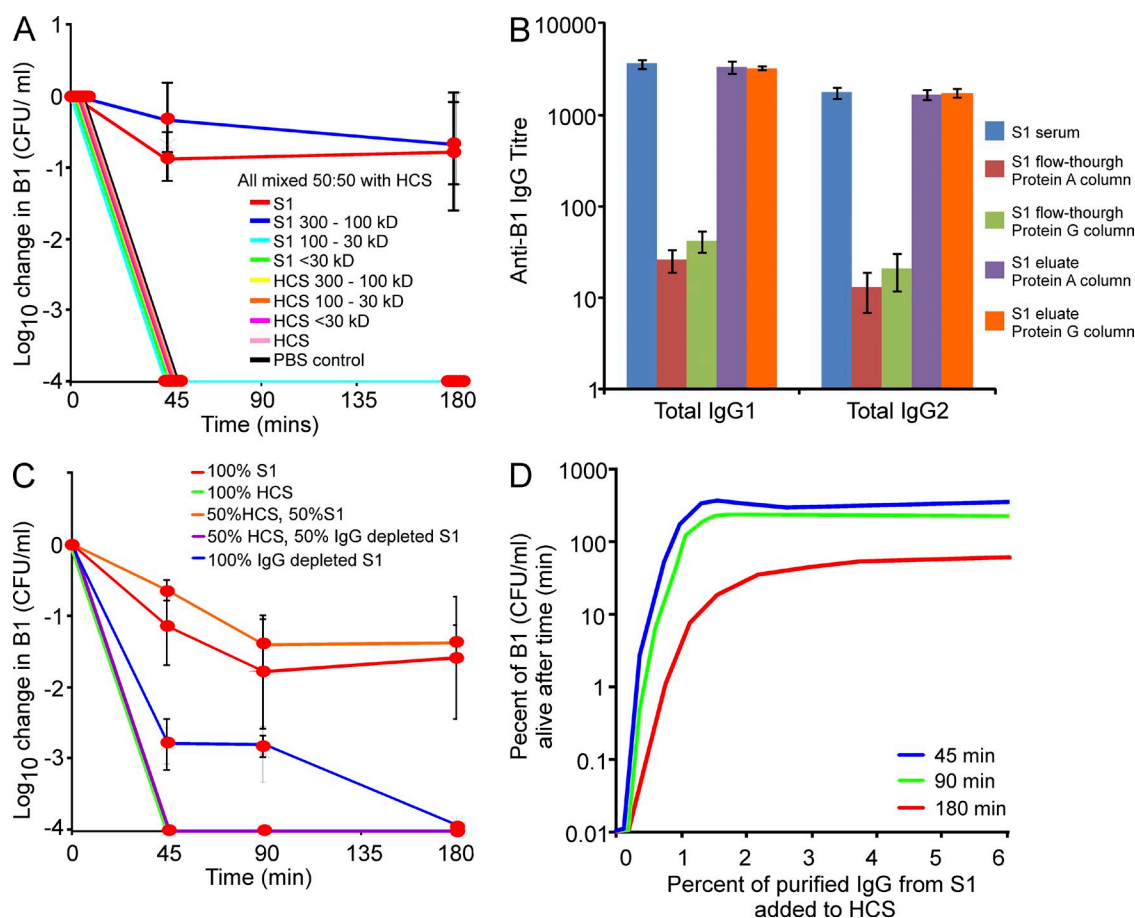 A
Log10 change in B1 (CFU/ ml)
1
0
-1
-2
-3
-4
0
45
90
135
180
Time (mins)
All mixed 50:50 with HCS
S1
S1 300 - 100 kD
S1 100 - 30 kD
S1 <30 kD
HCS 300 - 100 kD
HCS 100 - 30 kD
HCS <30 kD
HCS
PBS control
B
Anti-B1 IgG Titre
10000
1000
100
10
1
Total IgG1
Total IgG2
S1 serum
S1 flow-thourgh
Protein A column
S1 flow-thourgh
Protein G column
S1 eluate
Protein A column
S1 eluate
Protein G column
C
Log10 change in B1 (CFU/ml)
1
0
-1
-2
-3
-4
0
45
90
135
180
Time (min)
100% S1
100% HCS
50%HCS, 50%S1
50% HCS, 50% IgG depleted S1
100% IgG depleted S1
D
Pecent of B1 (CFU/ml)
alive after time (min)
1000
100
10
1
0.1
0.01
0
1
2
3
4
5
6
Percent of purified IgG from S1
added to HCS
45 min
90 min
180 min